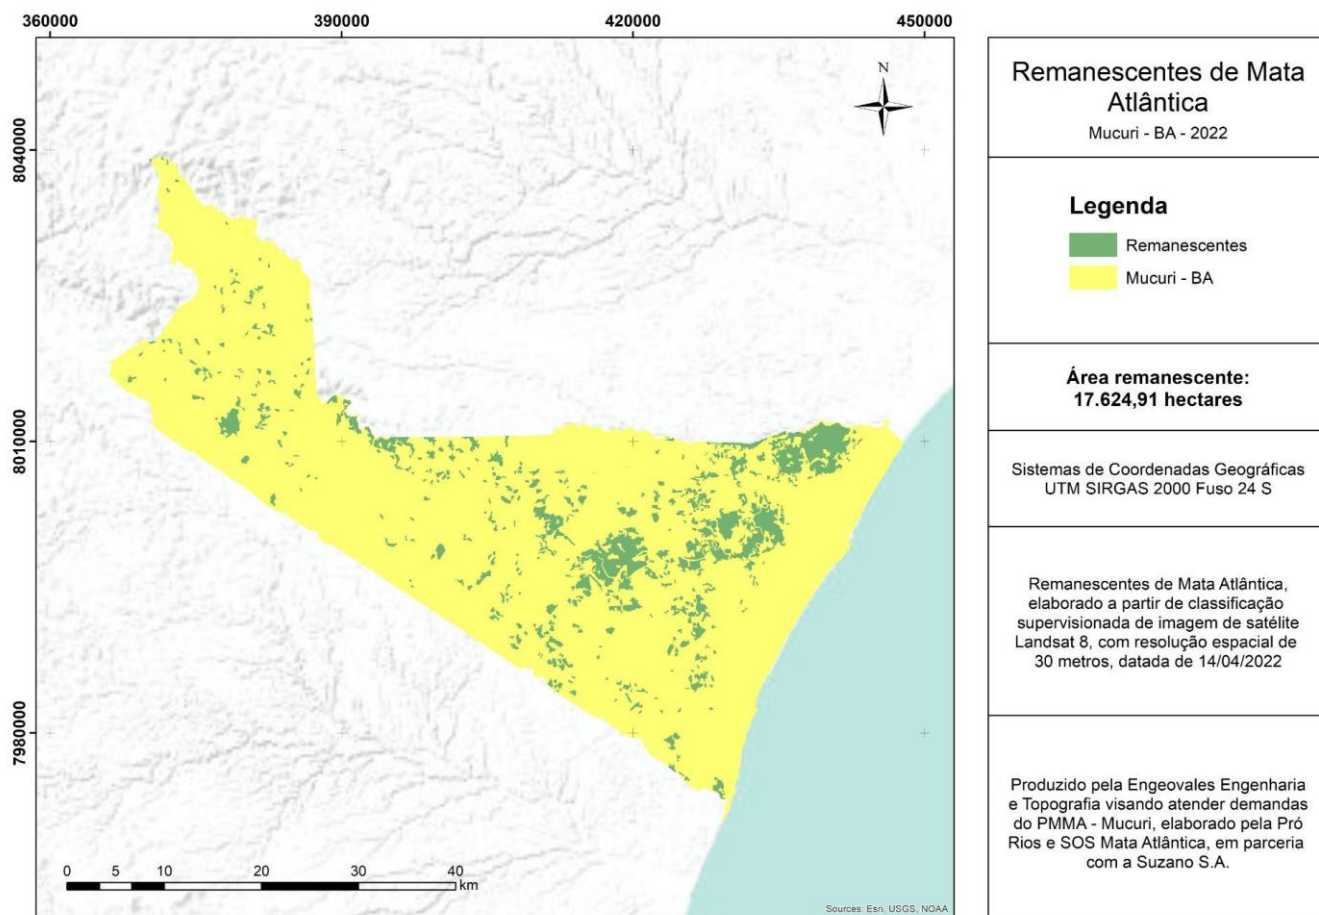 360000
390000
420000
450000
8040000
8010000
7980000
N
0
5
10
20
30
40
km
Sources: Esri, USGS, NOAA
Remanescentes de Mata
Atlântica
Mucuri - BA - 2022
Legenda
Remanescentes
Mucuri - BA
Área remanescente:
17.624,91 hectares
Sistemas de Coordenadas Geográficas
UTM SIRGAS 2000 Fuso 24 S
Remanescentes de Mata Atlântica,
elaborado a partir de classificação
supervisionada de imagem de satélite
Landsat 8, com resolução espacial de
30 metros, datada de 14/04/2022
Produzido pela Engeovales Engenharia
e Topografia visando atender demandas
do PMMA - Mucuri, elaborado pela Pró
Rios e SOS Mata Atlântica, em parceria
com a Suzano S.A.